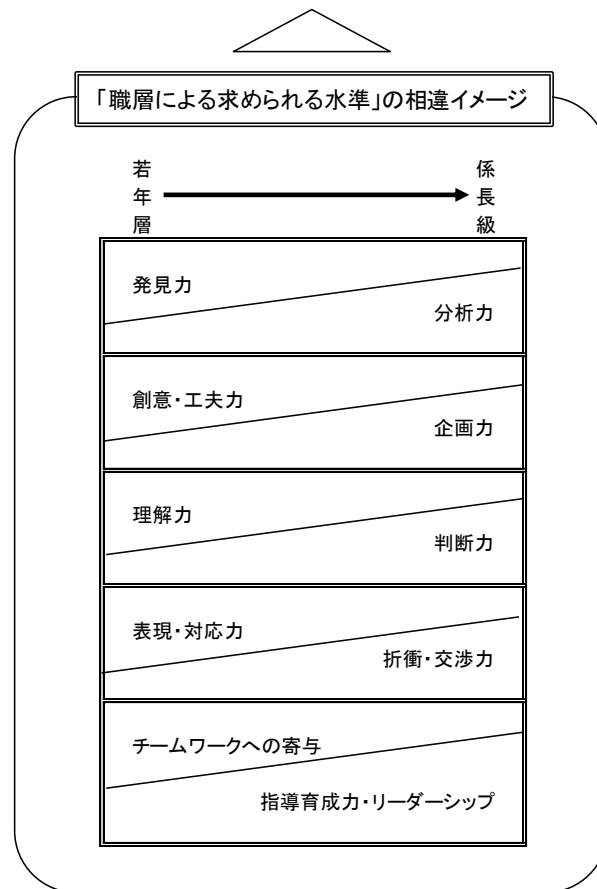 「職層による求められる水準」の相違イメージ
若年層
係長級
発見力
分析力
創意・工夫力
企画力
理解力
判断力
表現・対応力
折衝・交渉力
チームワークへの寄与
指導育成力・リーダーシップ